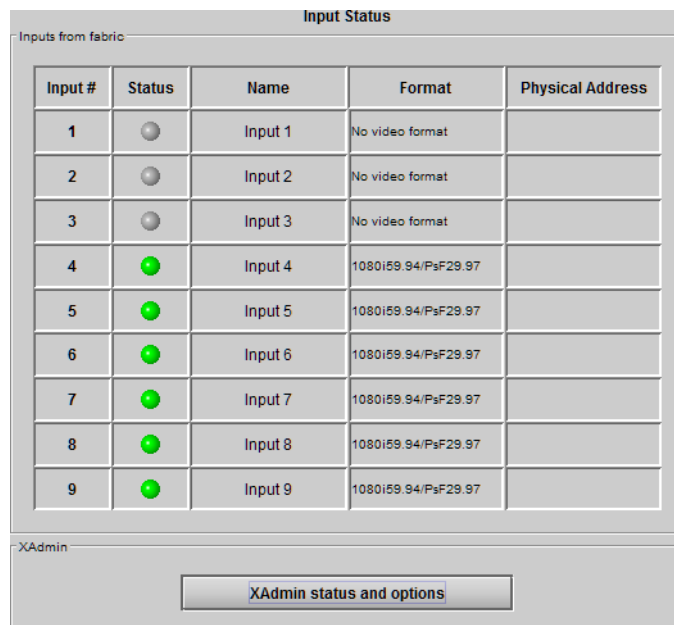 Input Status
Inputs from fabric
Input # Status Name Format Physical Address
1 Input 1 No video format
2 Input 2 No video format
3 Input 3 No video format
4 Input 4 1080i59.94/PsF29.97
5 Input 5 1080i59.94/PsF29.97
6 Input 6 1080i59.94/PsF29.97
7 Input 7 1080i59.94/PsF29.97
8 Input 8 1080i59.94/PsF29.97
9 Input 9 1080i59.94/PsF29.97
XAdmin
XAdmin status and options